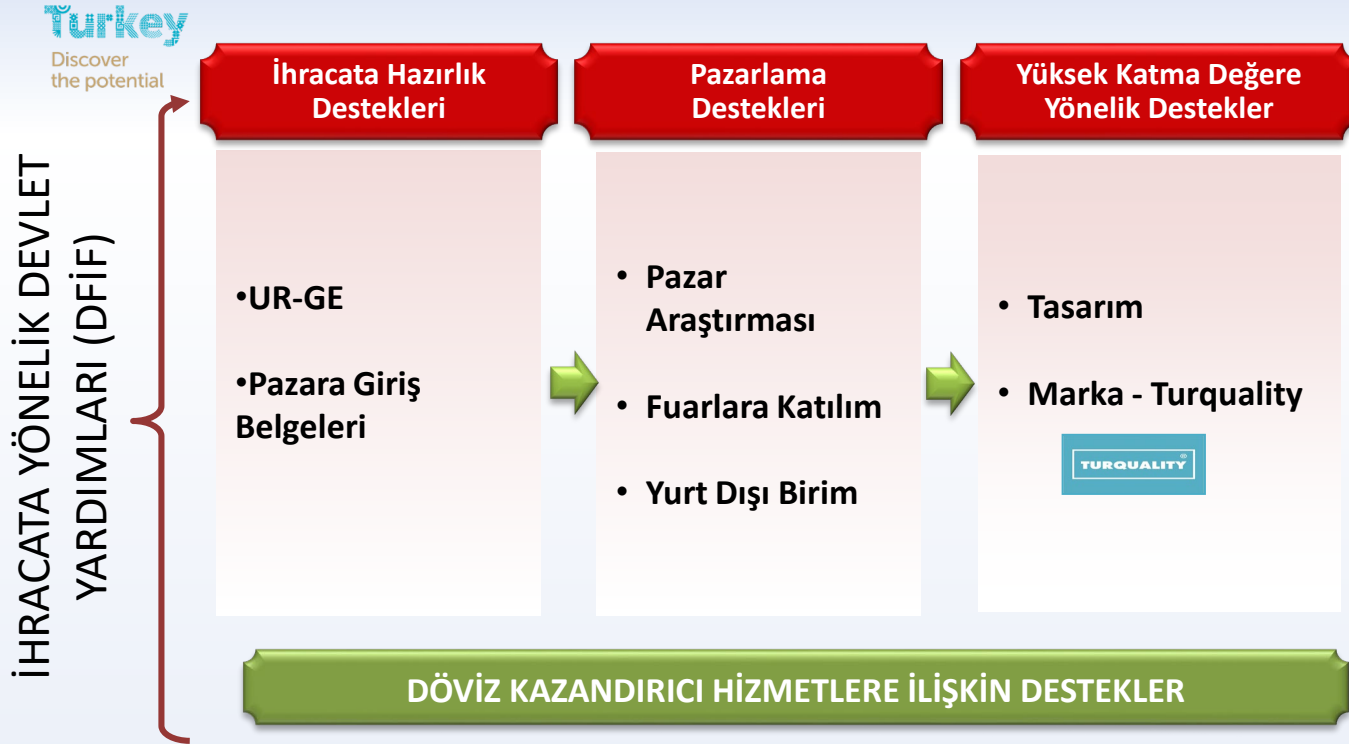 Turkey
Discover
the potential
İHRACATA YÖNELİK DEVLET
YARDIMLARI (DFİF)
İhracata Hazırlık
Destekleri
•UR-GE
•Pazara Giriş
Belgeleri
Pazarlama
Destekleri
• Pazar
Araştırması
• Fuarlara Katılım
• Yurt Dışı Birim
Yüksek Katma Değere
Yönelik Destekler
• Tasarım
• Marka - Turquality
TURQUALITY®
DÖVİZ KAZANDIRICI HİZMETLERE İLİŞKİN DESTEKLER